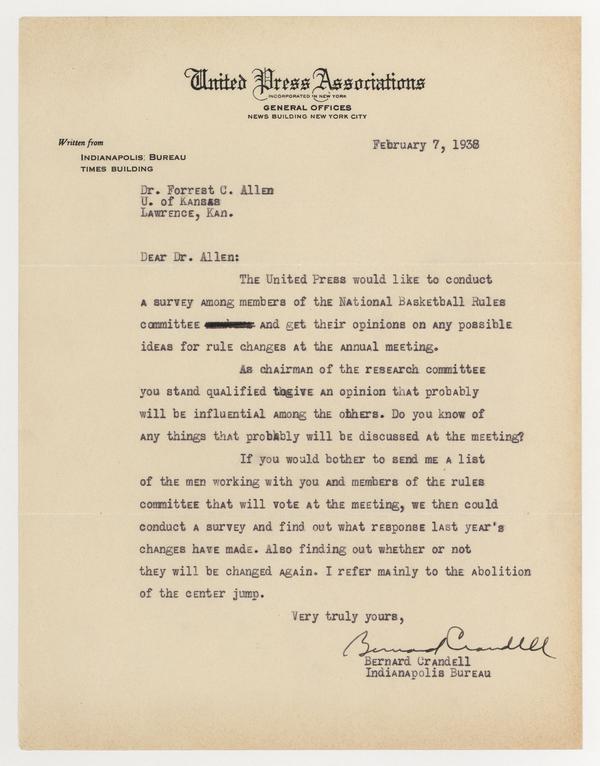 United Press Associations
INCORPORATED IN NEW YORK
GENERAL OFFICES
NEWS BUILDING NEW YORK CITY
Written from
INDIANAPOLIS BUREAU
TIMES BUILDING
February 7, 1938
Dr. Forrest C. Allen
U. of Kansas
Lawrence, Kan.
Dear Dr. Allen:
The United Press would like to conduct
a survey among members of the National Basketball Rules
committee and get their opinions on any possible
ideas for rule changes at the annual meeting.
As chairman of the research committee
you stand qualified togive an opinion that probably
will be influential among the others. Do you know of
any things that probably will be discussed at the meeting?
If you would bother to send me a list
of the men working with you and members of the rules
committee that will vote at the meeting, we then could
conduct a survey and find out what response last year's
changes have made. Also finding out whether or not
they will be changed again. I refer mainly to the abolition
of the center jump.
Very truly yours,
Bernard Crandell
Bernard Crandell
Indianapolis Bureau